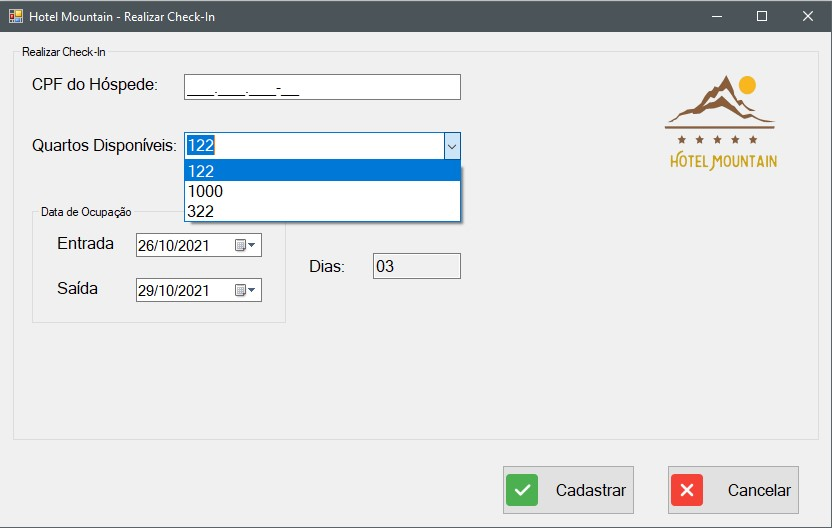 Hotel Mountain - Realizar Check-In
Realizar Check-In
CPF do Hóspede: ___.___.___-__
Quartos Disponíveis: 122
122
1000
322
HOTEL MOUNTAIN
Data de Ocupação
Entrada 26/10/2021
Saída 29/10/2021
Dias: 03
Cadastrar
Cancelar